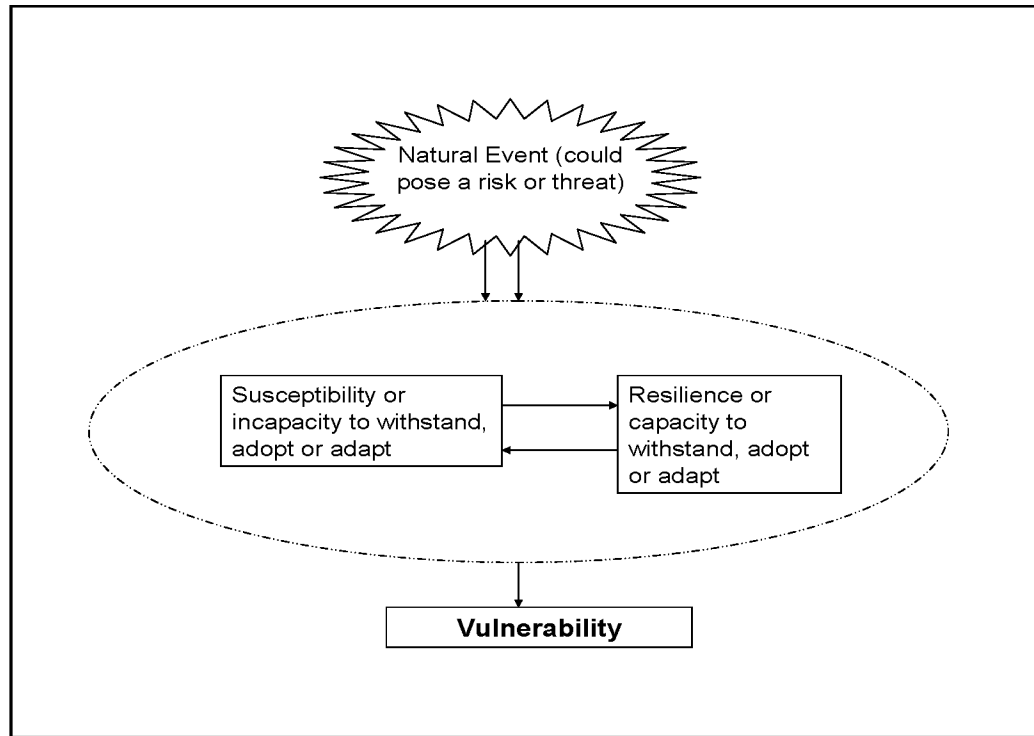 Natural Event (could
pose a risk or threat)
Susceptibility or
incapacity to withstand,
adopt or adapt
Resilience or
capacity to
withstand, adopt
or adapt
Vulnerability